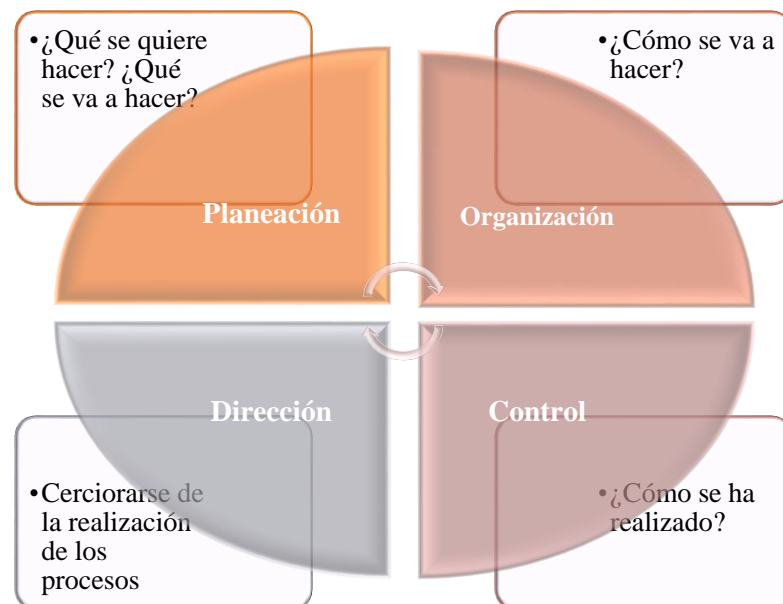 •¿Qué se quiere
hacer? ¿Qué
se va a hacer?
•¿Cómo se va a
hacer?
Planeación
Organización
Dirección
Control
•Cerciorarse de
la realización
de los
procesos
•¿Cómo se ha
realizado?